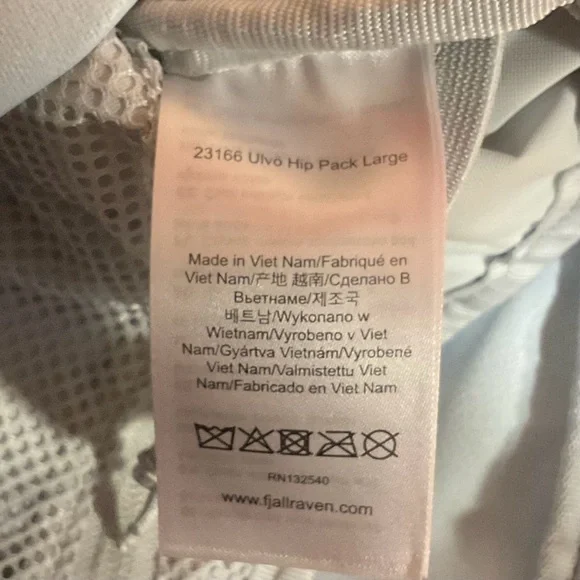 23166 Ulvö Hip Pack Large
Made in Viet Nam/Fabriqué en
Viet Nam/产地 越南/Сделано В
Вьетнаме/제조국
베트남/Wykonano w
Wietnam/Vyrobeno v Viet
Nam/Gyártva Vietnám/Vyrobené
Viet Nam/Valmistettu Viet
Nam/Fabricado en Viet Nam
RN132540
www.fjallraven.com